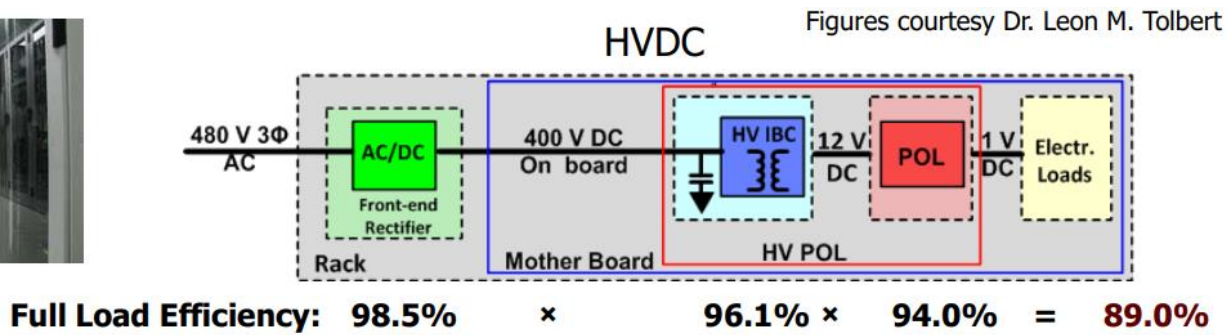 Figures courtesy Dr. Leon M. Tolbert
HVDC
480 V 3Φ
AC
AC/DC
Front-end
Rectifier
400 V DC
On board
HV IBC
12 V
DC
POL
1 V
DC
Electr.
Loads
Rack
Mother Board
HV POL
Full Load Efficiency: 98.5% × 96.1% × 94.0% = 89.0%